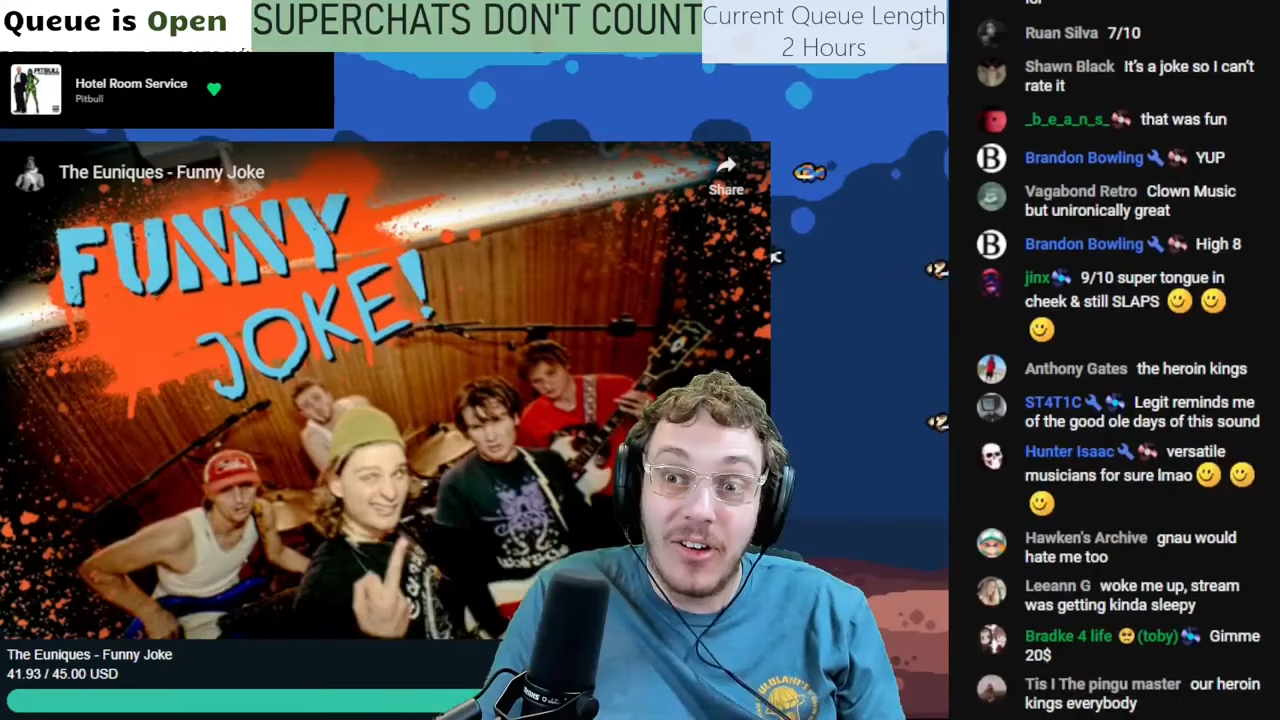 Queue is Open
SUPERCHATS DON'T COUNT
Current Queue Length
2 Hours
PITBULL
Hotel Room Service
Pitbull
The Euniques - Funny Joke
Share
FUNNY
JOKE!
The Euniques - Funny Joke
41.93 / 45.00 USD
Ruan Silva 7/10
Shawn Black It's a joke so I can't
rate it
_b_e_a_n_s_ that was fun
B Brandon Bowling YUP
Vagabond Retro Clown Music
but unironically great
B Brandon Bowling High 8
jinx 9/10 super tongue in
cheek & still SLAPS
Anthony Gates the heroin kings
ST4T1C Legit reminds me
of the good ole days of this sound
Hunter Isaac versatile
musicians for sure lmao
Hawken's Archive gnau would
hate me too
Leeann G woke me up, stream
was getting kinda sleepy
Bradke 4 life (toby) Gimme
20$
Tis I The pingu master our heroin
kings everybody